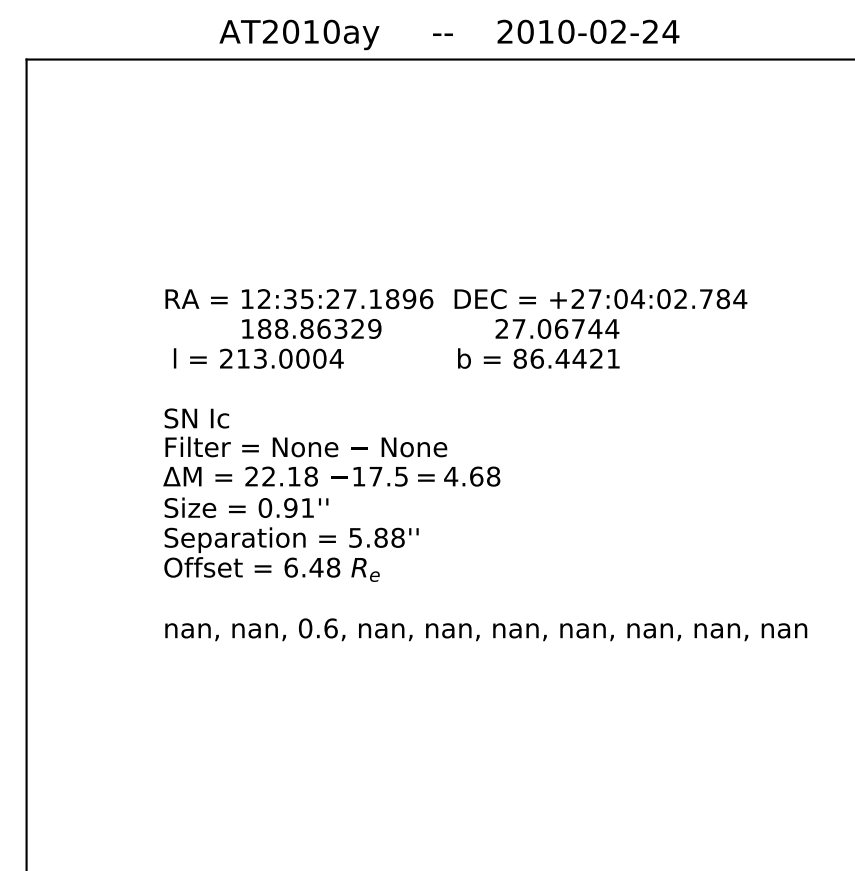 AT2010ay -- 2010-02-24
RA = 12:35:27.1896 DEC = +27:04:02.784
188.86329 27.06744
l = 213.0004 b = 86.4421
SN Ic
Filter = None − None
ΔM = 22.18 −17.5 = 4.68
Size = 0.91''
Separation = 5.88''
Offset = 6.48 Rₑ
nan, nan, 0.6, nan, nan, nan, nan, nan, nan, nan